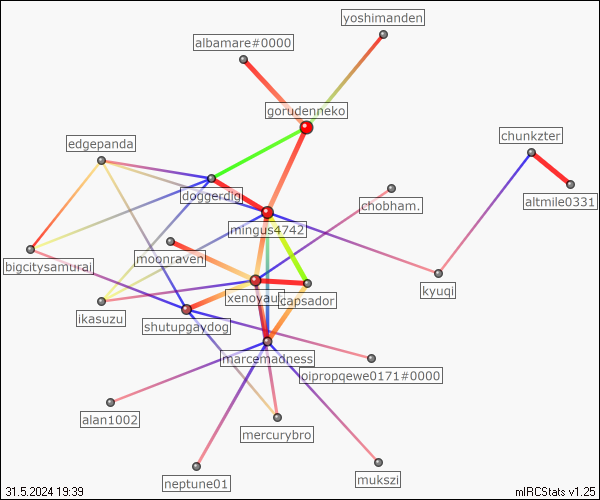 yoshimanden
albamare#0000
gorudenneko
chunkzter
edgepanda
doggerdig
altmile0331
chobham.
mingus4742
moonraven
bigcitysamurai
kyuqi
capsador
ikasuzu
shutupgaydog
marcemadness
oipropqewe0171#0000
alan1002
mercurybro
mukszi
neptune01
31.5.2024 19:39
mIRCStats v1.25